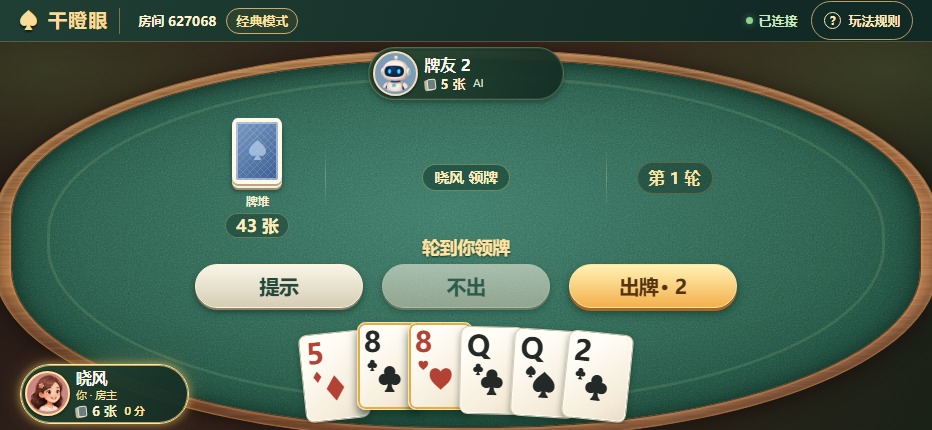 干瞪眼
房间 627068
经典模式
已连接
? 玩法规则
牌友 2
5 张 AI
牌堆
43 张
晓风 领牌
第 1 轮
轮到你领牌
提示
不出
出牌 · 2
5
8
8
Q
Q
2
晓风
你 · 房主
6 张 0 分